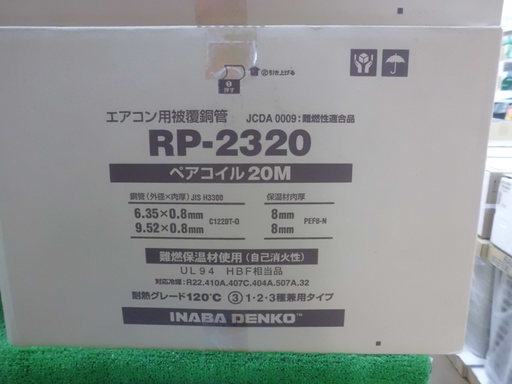 ①押す
②引き上げる
エアコン用被覆銅管 JCDA 0009:難燃性適合品
RP-2320
ペアコイル20M
銅管(外径×肉厚)JIS H3300
保温材肉厚
6.35×0.8mm
9.52×0.8mm
C1220T-O
8mm
8mm
PEFB-N
難燃保温材使用(自己消火性)
UL94 HBF相当品
対応冷媒:R22.410A.407C.404A.507A.32
耐熱グレード120℃ ③1・2・3種兼用タイプ
INABA DENKO™